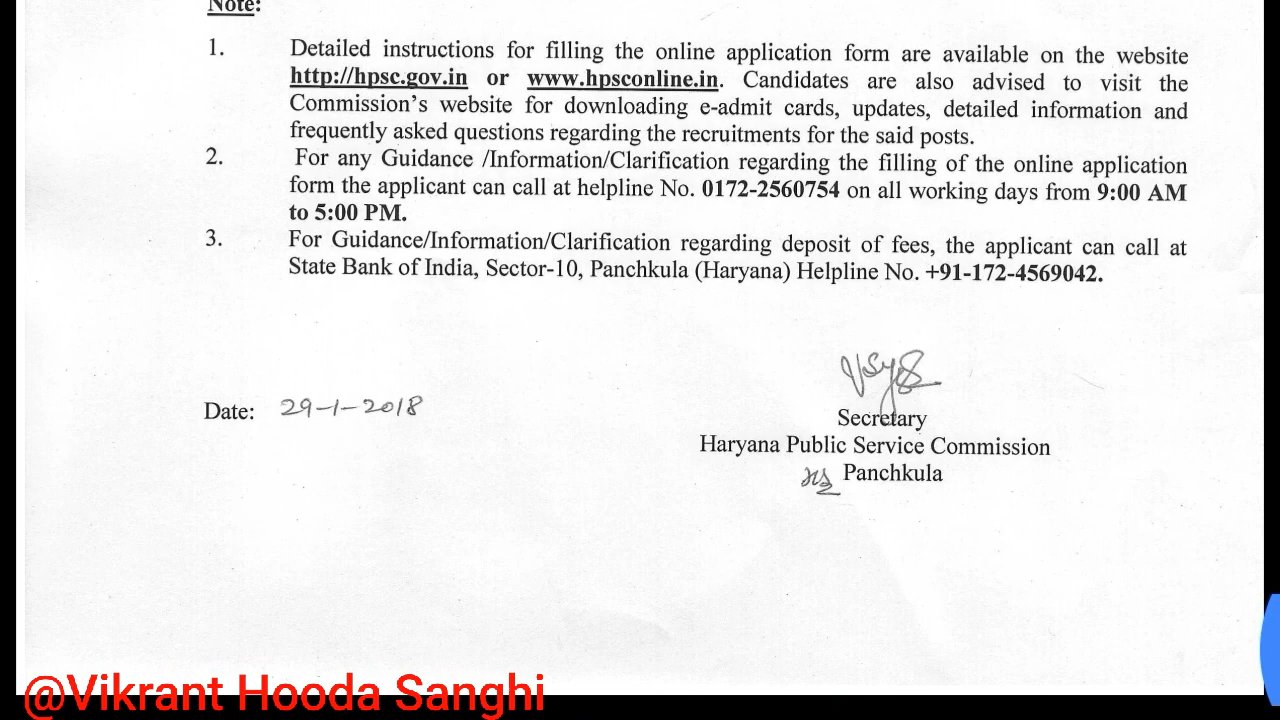 Note:
1. Detailed instructions for filling the online application form are available on the website
http://hpsc.gov.in or www.hpsconline.in. Candidates are also advised to visit the
Commission's website for downloading e-admit cards, updates, detailed information and
frequently asked questions regarding the recruitments for the said posts.
2. For any Guidance /Information/Clarification regarding the filling of the online application
form the applicant can call at helpline No. 0172-2560754 on all working days from 9:00 AM
to 5:00 PM.
3. For Guidance/Information/Clarification regarding deposit of fees, the applicant can call at
State Bank of India, Sector-10, Panchkula (Haryana) Helpline No. +91-172-4569042.
Date: 29-1-2018
Secretary
Haryana Public Service Commission
Panchkula
@Vikrant Hooda Sanghi